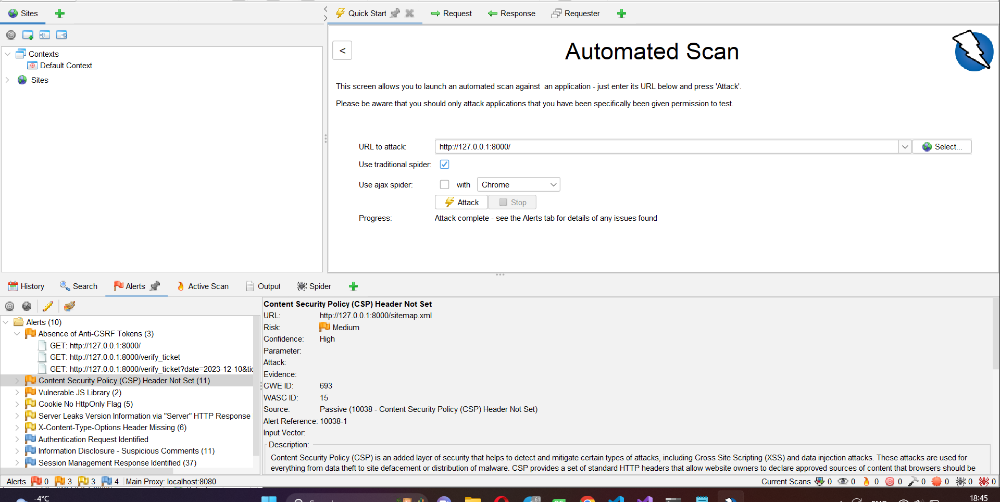 Sites
Quick Start
Request
Response
Requester
Contexts
Default Context
Sites
<
Automated Scan
This screen allows you to launch an automated scan against  an application - just enter its URL below and press 'Attack'.
Please be aware that you should only attack applications that you have been specifically been given permission to test.
URL to attack: http://127.0.0.1:8000/ Select...
Use traditional spider:
Use ajax spider: with Chrome
Attack Stop
Progress: Attack complete - see the Alerts tab for details of any issues found
History
Search
Alerts
Active Scan
Output
Spider
Alerts (10)
Absence of Anti-CSRF Tokens (3)
GET: http://127.0.0.1:8000/
GET: http://127.0.0.1:8000/verify_ticket
GET: http://127.0.0.1:8000/verify_ticket?date=2023-12-10&tic
Content Security Policy (CSP) Header Not Set (11)
Vulnerable JS Library (2)
Cookie No HttpOnly Flag (5)
Server Leaks Version Information via "Server" HTTP Response
X-Content-Type-Options Header Missing (6)
Authentication Request Identified
Information Disclosure - Suspicious Comments (11)
Session Management Response Identified (37)
Content Security Policy (CSP) Header Not Set
URL: http://127.0.0.1:8000/sitemap.xml
Risk: Medium
Confidence: High
Parameter:
Attack:
Evidence:
CWE ID: 693
WASC ID: 15
Source: Passive (10038 - Content Security Policy (CSP) Header Not Set)
Alert Reference: 10038-1
Input Vector:
Description:
Content Security Policy (CSP) is an added layer of security that helps to detect and mitigate certain types of attacks, including Cross Site Scripting (XSS) and data injection attacks. These attacks are used for
everything from data theft to site defacement or distribution of malware. CSP provides a set of standard HTTP headers that allow website owners to declare approved sources of content that browsers should be
Alerts 0 3 3 4 Main Proxy: localhost:8080
Current Scans 0 0 0 0 0 0 0 0
-4°C
61
18:45